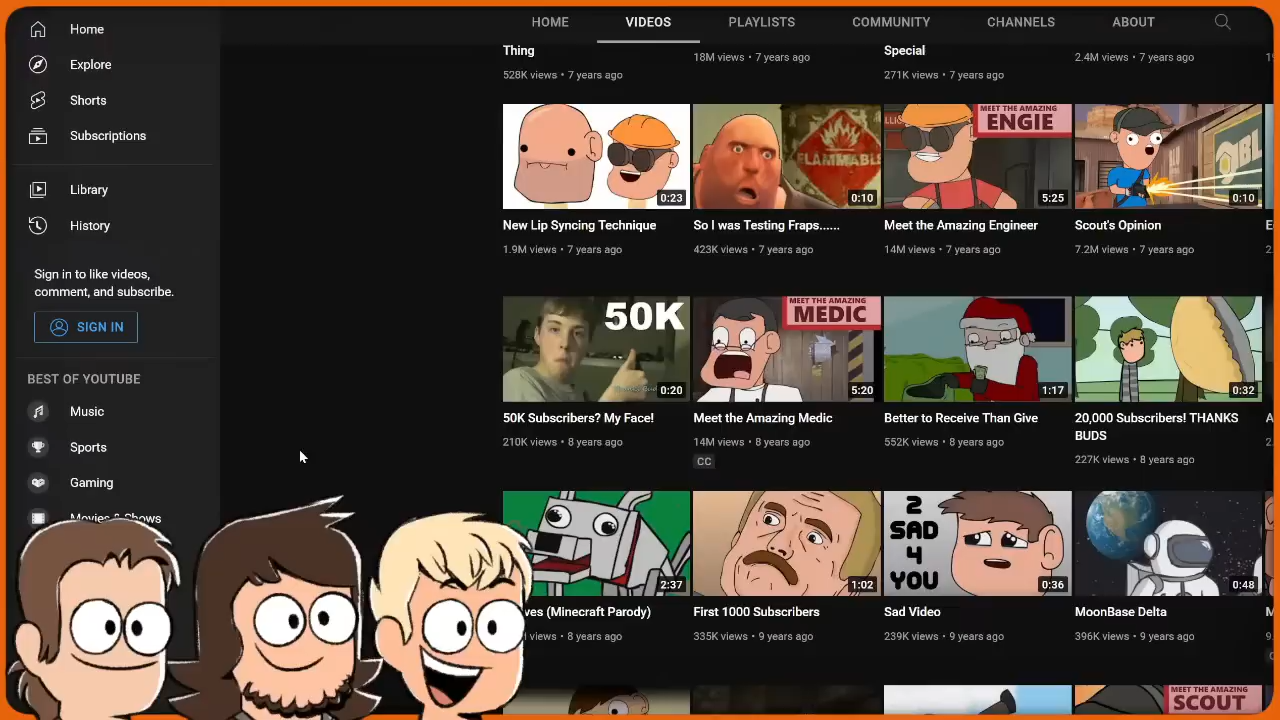 Home
Explore
Shorts
Subscriptions
Library
History
Sign in to like videos,
comment, and subscribe.
SIGN IN
BEST OF YOUTUBE
Music
Sports
Gaming
Movies & Shows
HOME
VIDEOS
PLAYLISTS
COMMUNITY
CHANNELS
ABOUT
Thing
528K views • 7 years ago
18M views • 7 years ago
Special
271K views • 7 years ago
2.4M views • 7 years ago
0:23
New Lip Syncing Technique
1.9M views • 7 years ago
FLAMMABL
0:10
So I was Testing Fraps......
423K views • 7 years ago
MEET THE AMAZING
ENGIE
5:25
Meet the Amazing Engineer
14M views • 7 years ago
BL
0:10
Scout's Opinion
7.2M views • 7 years ago
50K
0:20
50K Subscribers? My Face!
210K views • 8 years ago
MEET THE AMAZING
MEDIC
5:20
Meet the Amazing Medic
14M views • 8 years ago
CC
1:17
Better to Receive Than Give
552K views • 8 years ago
0:32
20,000 Subscribers! THANKS
BUDS
227K views • 8 years ago
2:37
ves (Minecraft Parody)
views • 8 years ago
1:02
First 1000 Subscribers
335K views • 9 years ago
2
SAD
4
YOU
0:36
Sad Video
239K views • 9 years ago
0:48
MoonBase Delta
396K views • 9 years ago
MEET THE AMAZING
SCOUT